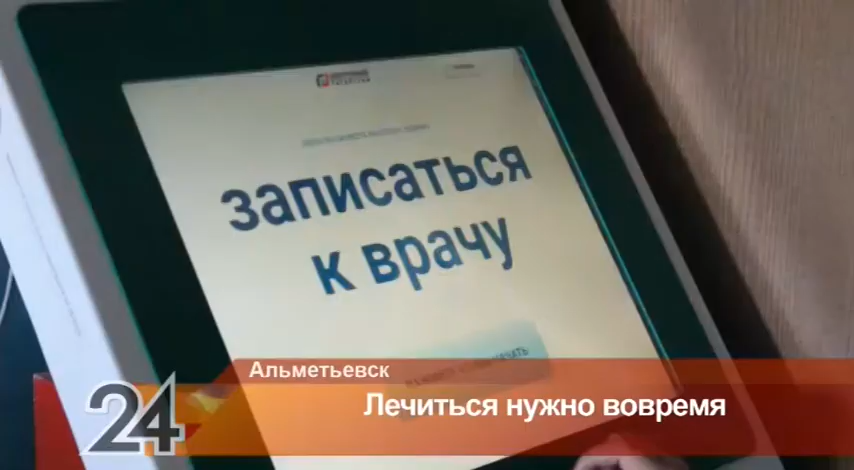 записаться
к врачу
Альметьевск
Лечиться нужно вовремя
24